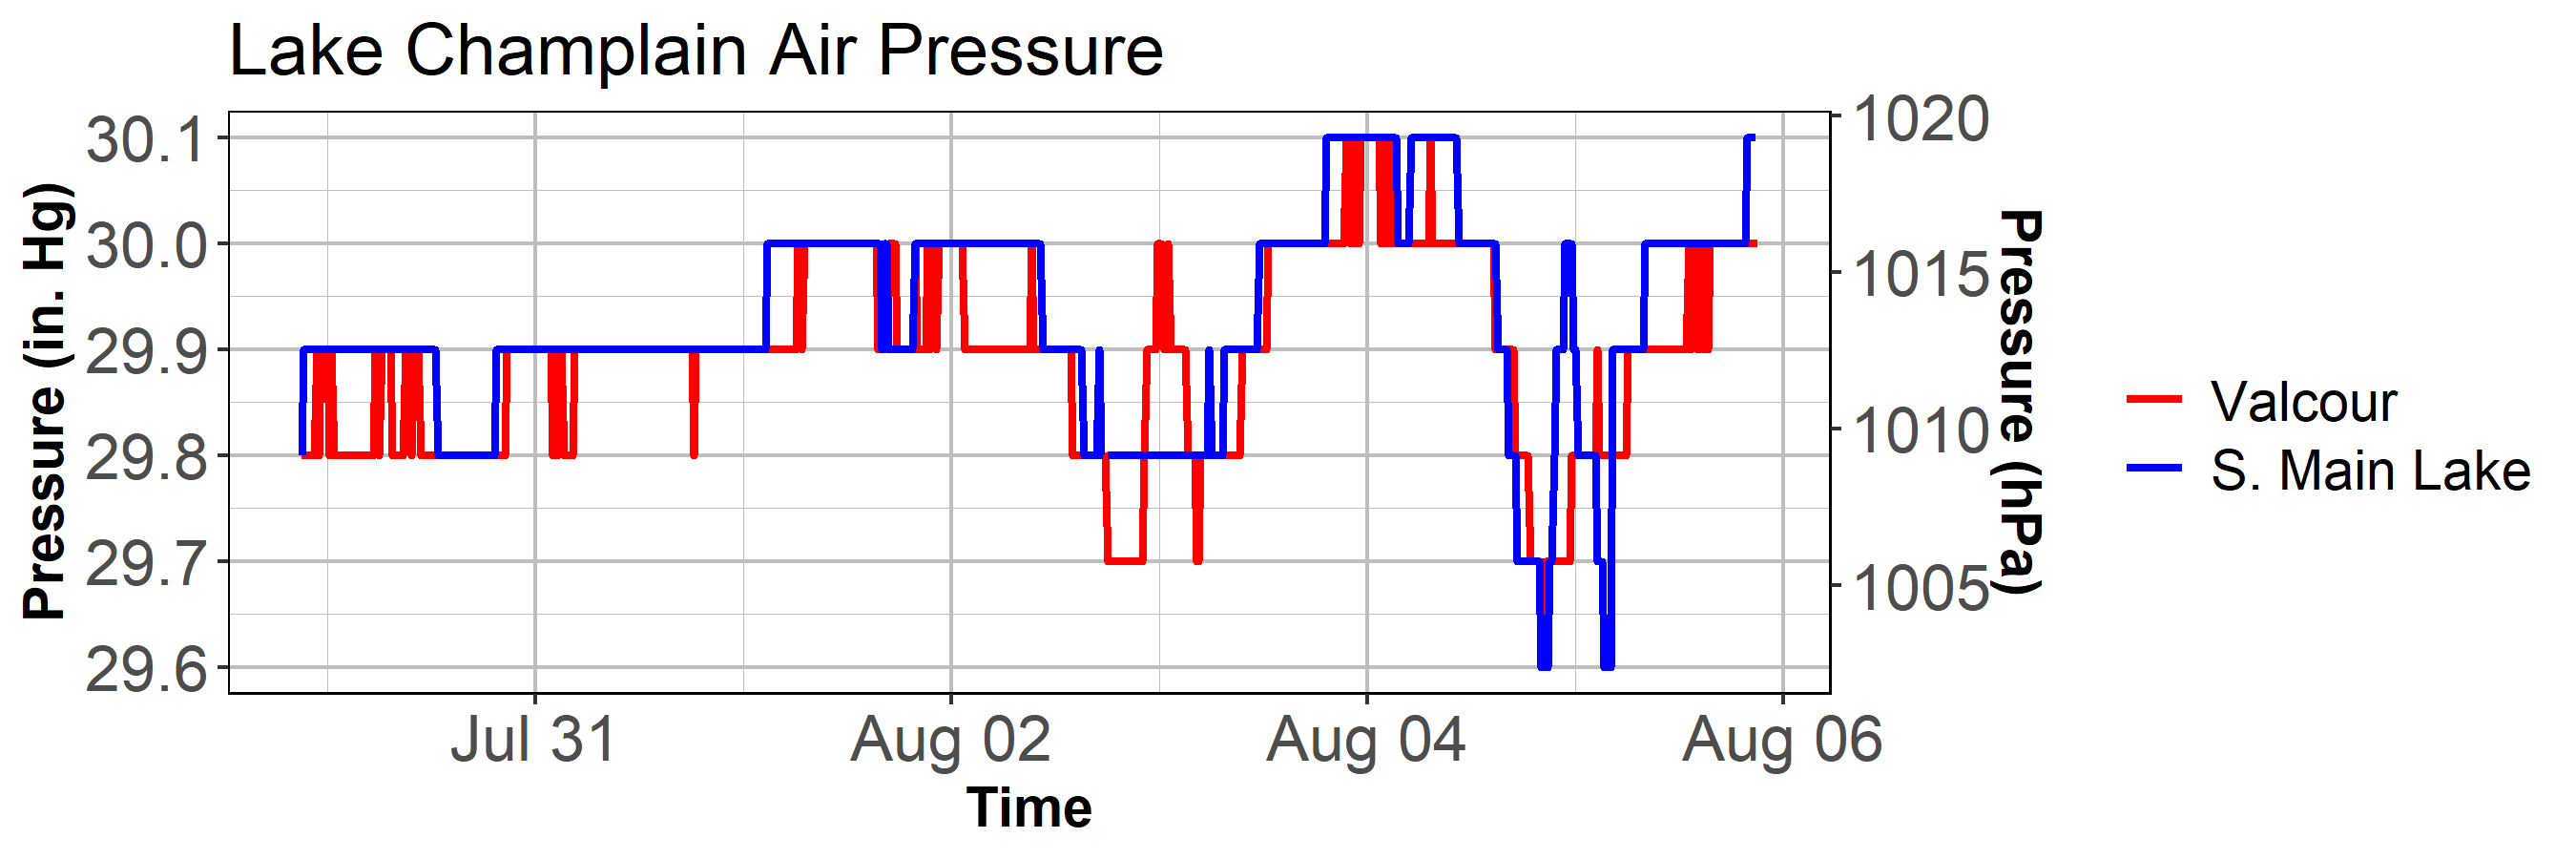 Lake Champlain Air Pressure
Pressure (in. Hg)
30.1
30.0
29.9
29.8
29.7
29.6
1020
1015
1010
1005
Pressure (hPa)
Jul 31
Aug 02
Aug 04
Aug 06
Time
Valcour
S. Main Lake